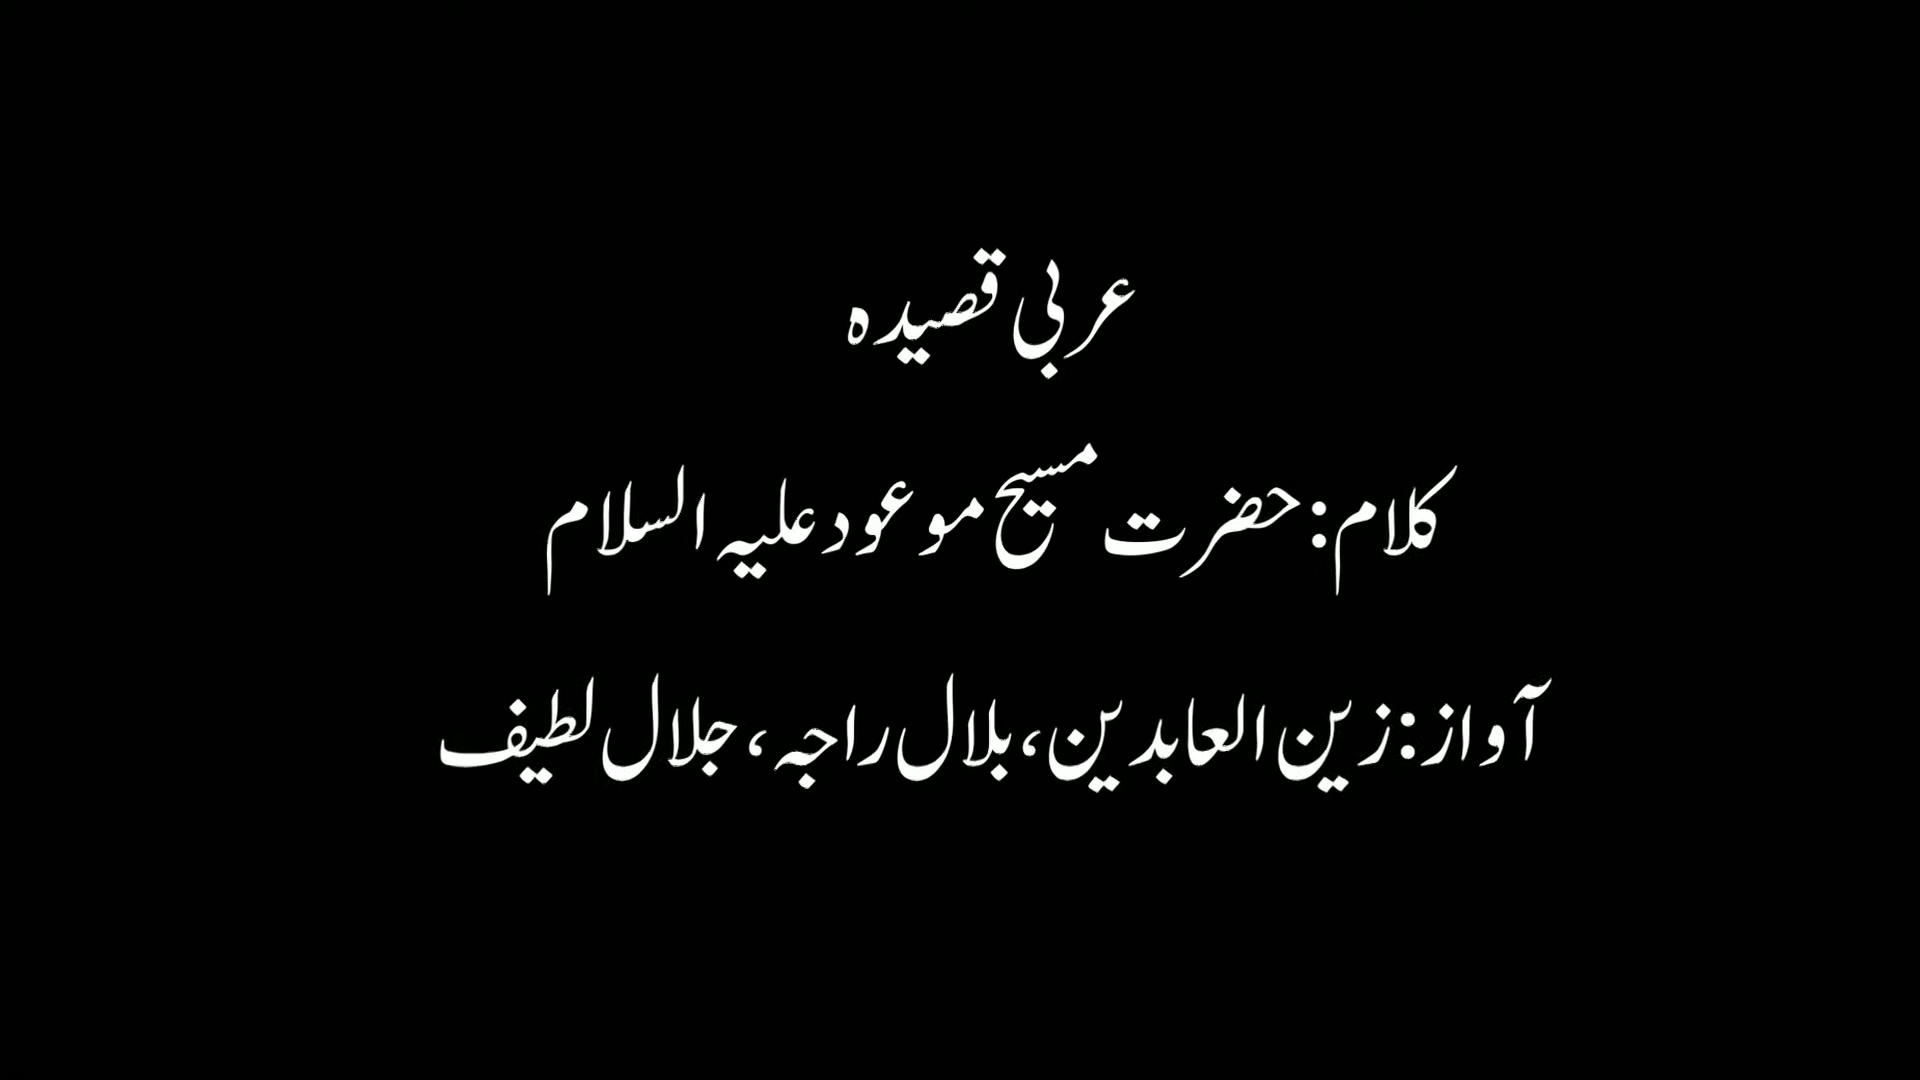 عربی قصیدہ
کلام: حضرت مسیح موعود علیہ السلام
آواز: زین العابدین، بلال راجہ، جلال لطیف